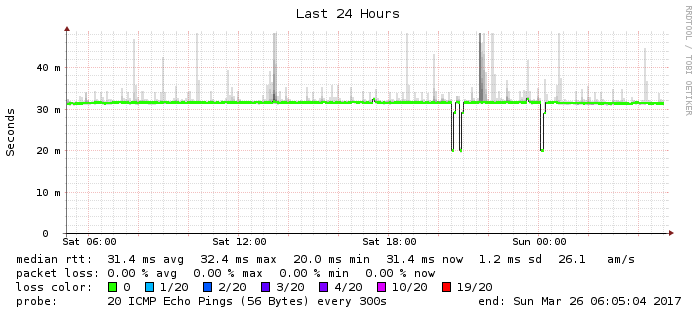 Last 24 Hours
RRDTOOL / TOBI OETIKER
Seconds
40 m
30 m
20 m
10 m
0
Sat 06:00 Sat 12:00 Sat 18:00 Sun 00:00
median rtt: 31.4 ms avg 32.4 ms max 20.0 ms min 31.4 ms now 1.2 ms sd 26.1 am/s
packet loss: 0.00 % avg 0.00 % max 0.00 % min 0.00 % now
loss color: 0 1/20 2/20 3/20 4/20 10/20 19/20
probe: 20 ICMP Echo Pings (56 Bytes) every 300s end: Sun Mar 26 06:05:04 2017